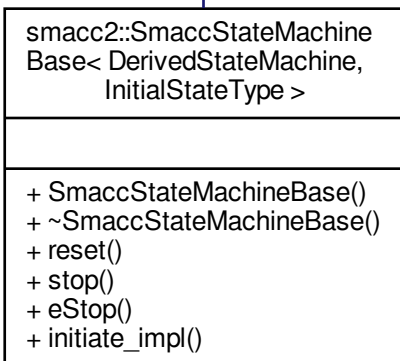 smacc2::SmaccStateMachine
Base< DerivedStateMachine,
InitialStateType >
+ SmaccStateMachineBase()
+ ~SmaccStateMachineBase()
+ reset()
+ stop()
+ eStop()
+ initiate_impl()